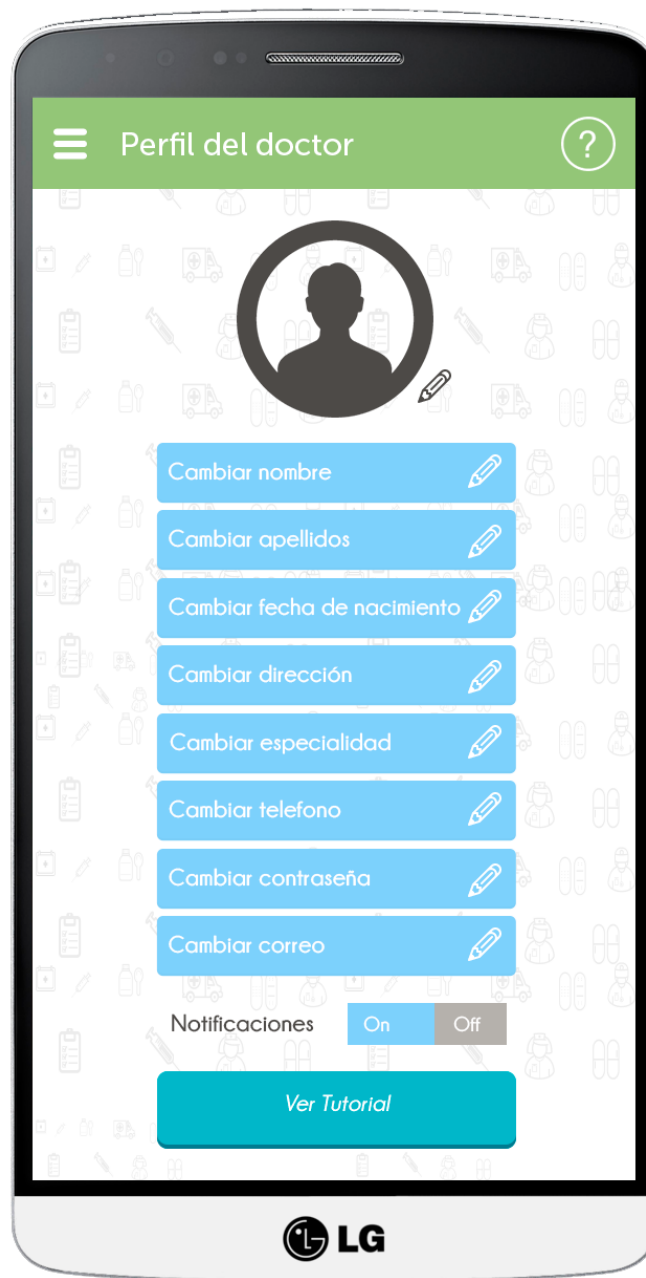 Perfil del doctor
?
Cambiar nombre
Cambiar apellidos
Cambiar fecha de nacimiento
Cambiar dirección
Cambiar especialidad
Cambiar telefono
Cambiar contraseña
Cambiar correo
Notificaciones On Off
Ver Tutorial
LG